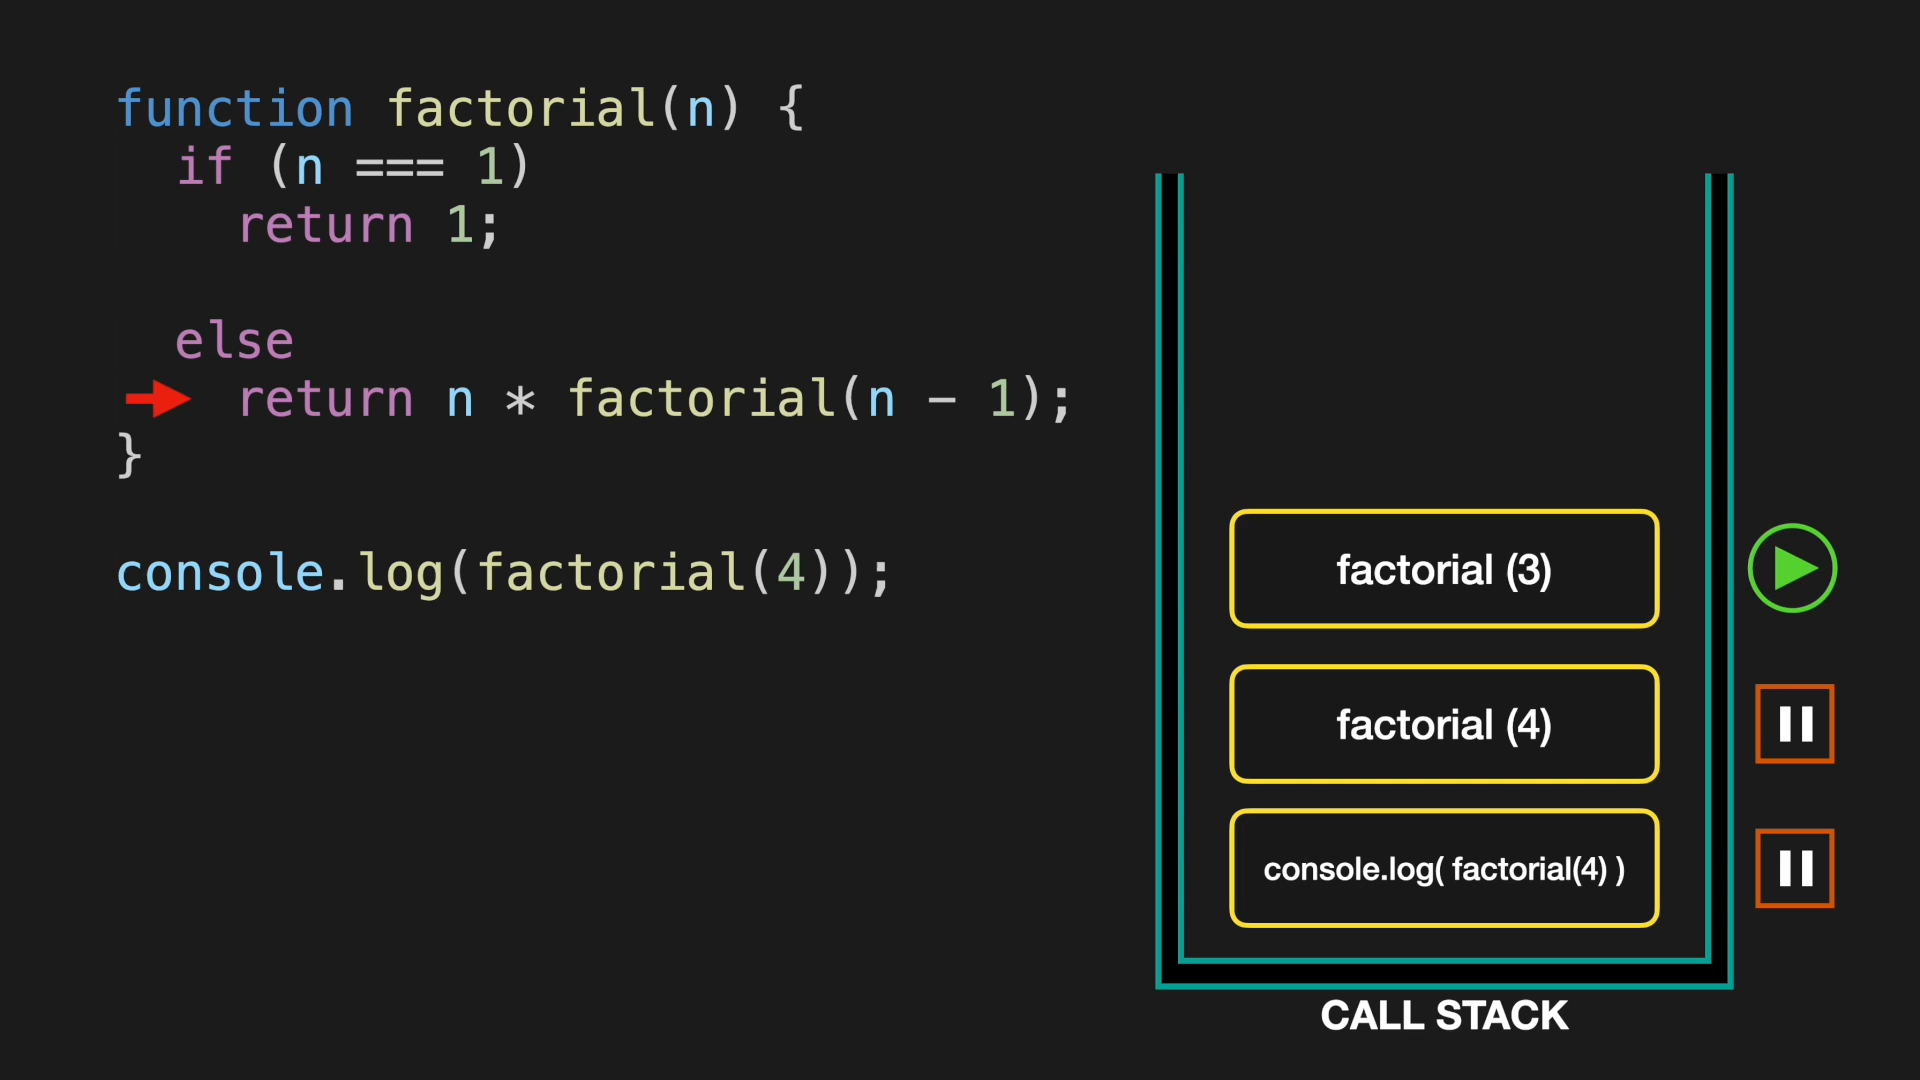 function factorial(n) {
  if (n === 1)
    return 1;

  else
    return n * factorial(n - 1);
}

console.log(factorial(4));
factorial (3)
factorial (4)
console.log( factorial(4) )
CALL STACK